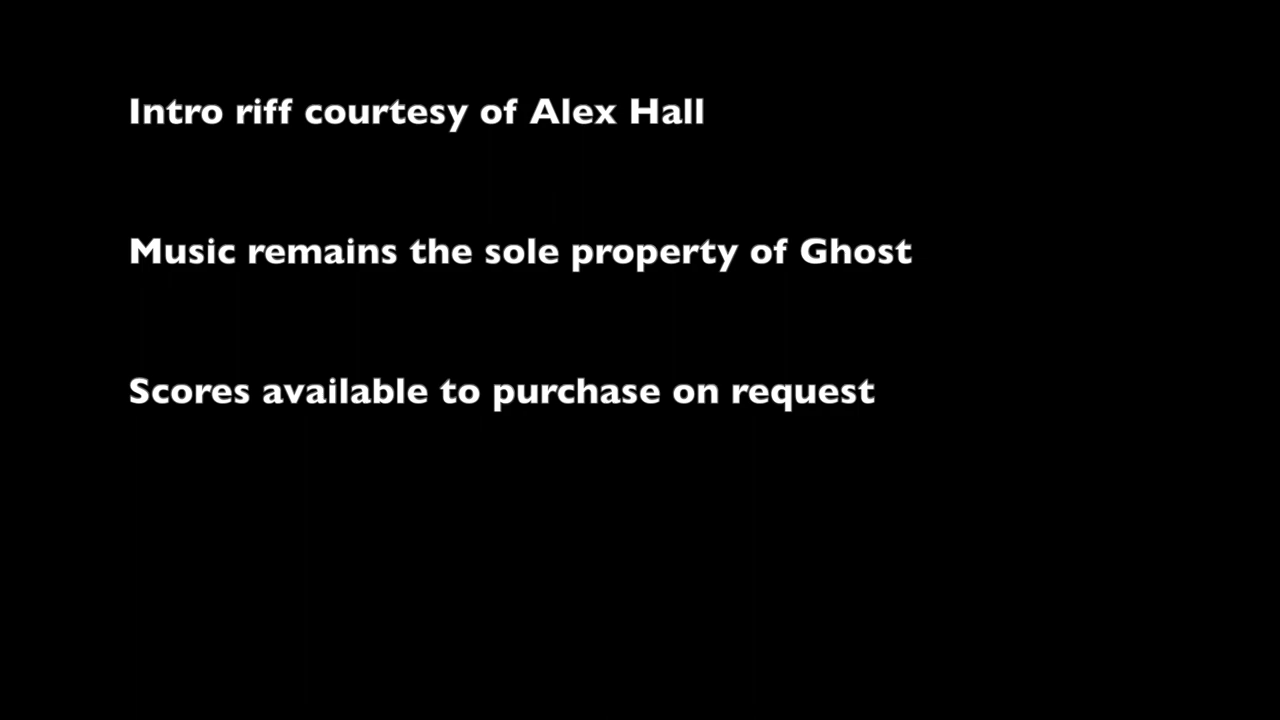 Intro riff courtesy of Alex Hall
Music remains the sole property of Ghost
Scores available to purchase on request